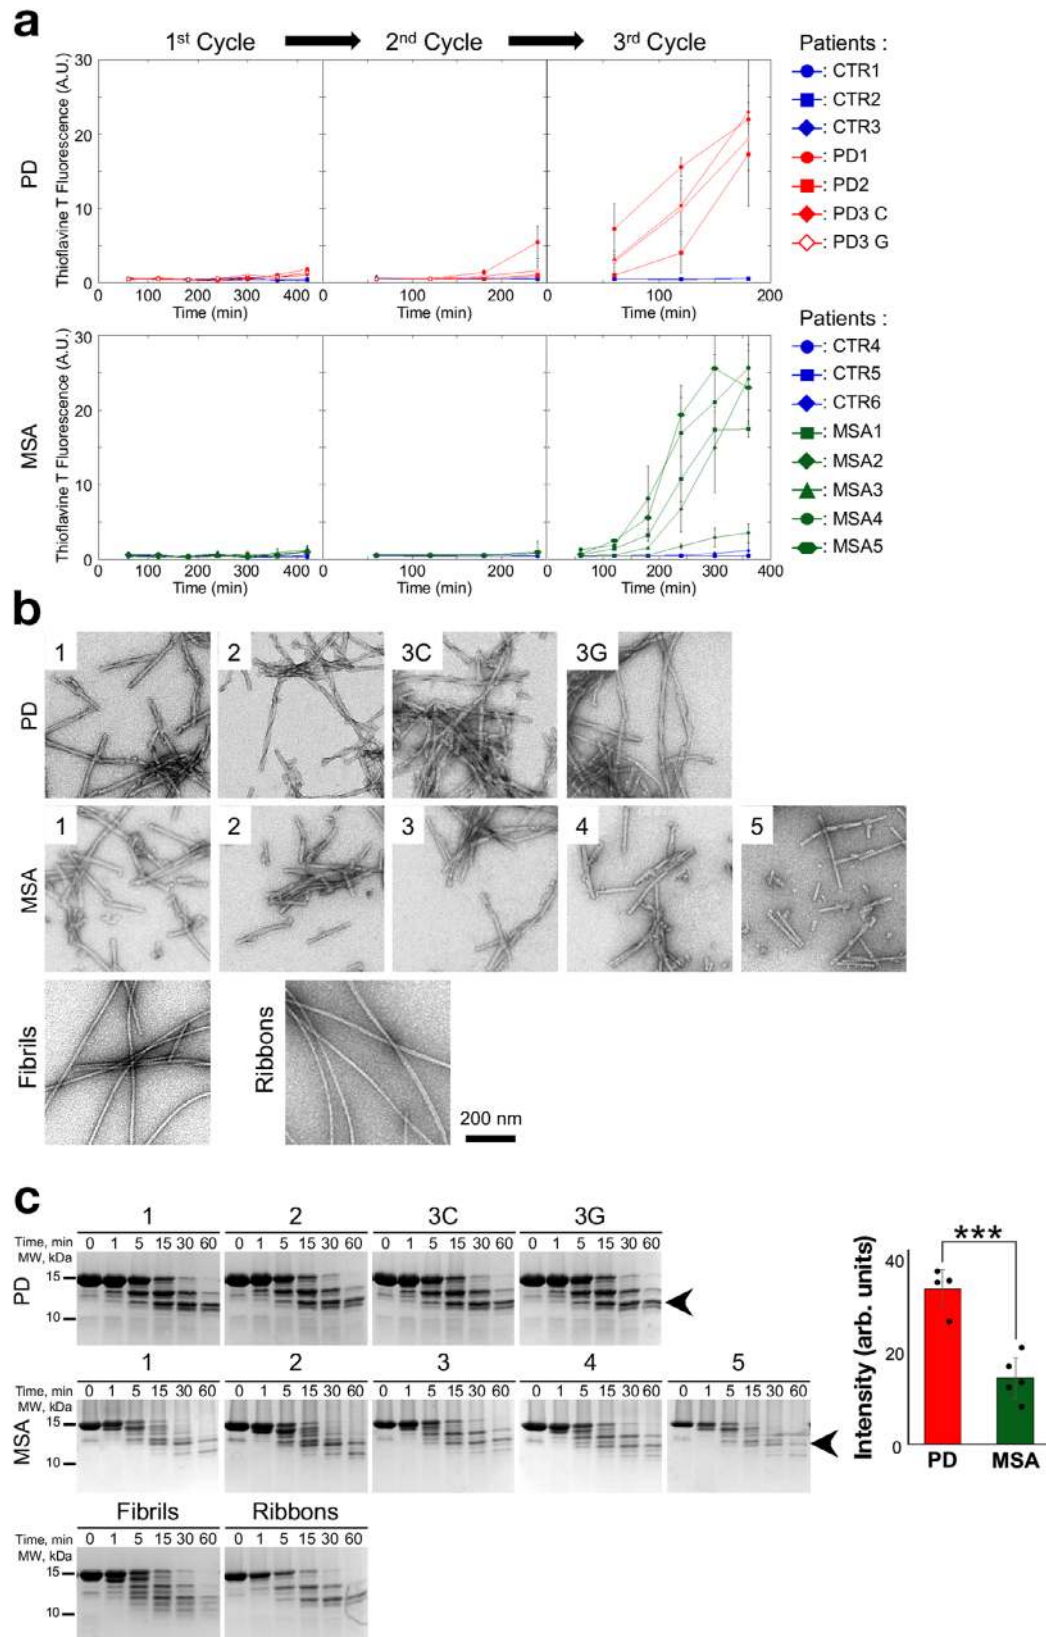 a
1st Cycle 2nd Cycle 3rd Cycle
Patients :
: CTR1
: CTR2
: CTR3
: PD1
: PD2
: PD3 C
: PD3 G
PD
Thioflavine T Fluorescence (A.U.)
30
20
10
0
0 100 200 300 400 0 100 200 0 100 200
Time (min) Time (min) Time (min)
Patients :
: CTR4
: CTR5
: CTR6
: MSA1
: MSA2
: MSA3
: MSA4
: MSA5
MSA
Thioflavine T Fluorescence (A.U.)
30
20
10
0
0 100 200 300 400 0 100 200 0 100 200 300 400
Time (min) Time (min) Time (min)
b
PD
1 2 3C 3G
MSA
1 2 3 4 5
Fibrils
Ribbons
200 nm
c
PD
1 2 3C 3G
Time, min 0 1 5 15 30 60 0 1 5 15 30 60 0 1 5 15 30 60 0 1 5 15 30 60
MW, kDa
15
10
MSA
1 2 3 4 5
Time, min 0 1 5 15 30 60 0 1 5 15 30 60 0 1 5 15 30 60 0 1 5 15 30 60 0 1 5 15 30 60
MW, kDa
15
10
Fibrils Ribbons
Time, min 0 1 5 15 30 60 0 1 5 15 30 60
MW, kDa
15
10
Intensity (arb. units)
40
20
0
***
PD MSA